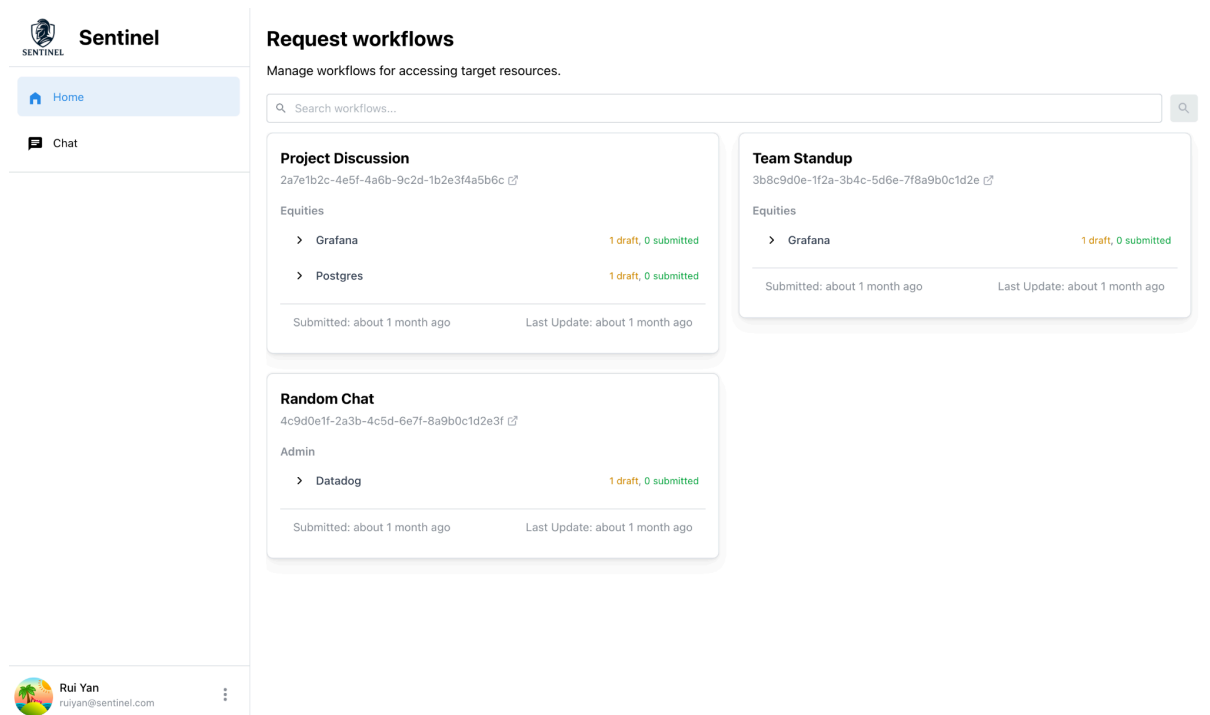 SENTINEL
Sentinel
Home
Chat
Request workflows
Manage workflows for accessing target resources.
Search workflows...
Project Discussion
2a7e1b2c-4e5f-4a6b-9c2d-1b2e3f4a5b6c
Equities
Grafana 1 draft, 0 submitted
Postgres 1 draft, 0 submitted
Submitted: about 1 month ago Last Update: about 1 month ago
Team Standup
3b8c9d0e-1f2a-3b4c-5d6e-7f8a9b0c1d2e
Equities
Grafana 1 draft, 0 submitted
Submitted: about 1 month ago Last Update: about 1 month ago
Random Chat
4c9d0e1f-2a3b-4c5d-6e7f-8a9b0c1d2e3f
Admin
Datadog 1 draft, 0 submitted
Submitted: about 1 month ago Last Update: about 1 month ago
Rui Yan
ruiyan@sentinel.com